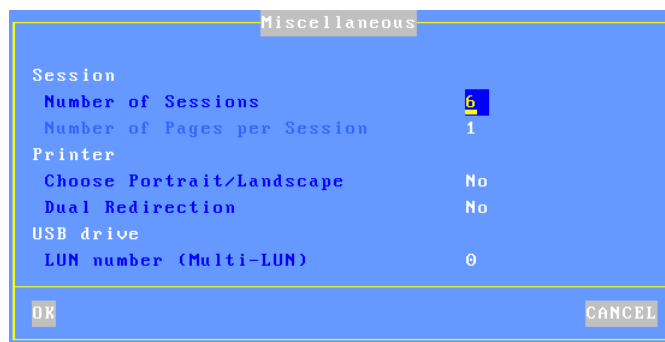 Miscellaneous
Session
Number of Sessions 6
Number of Pages per Session 1
Printer
Choose Portrait/Landscape No
Dual Redirection No
USB drive
LUN number (Multi-LUN) 0
OK CANCEL